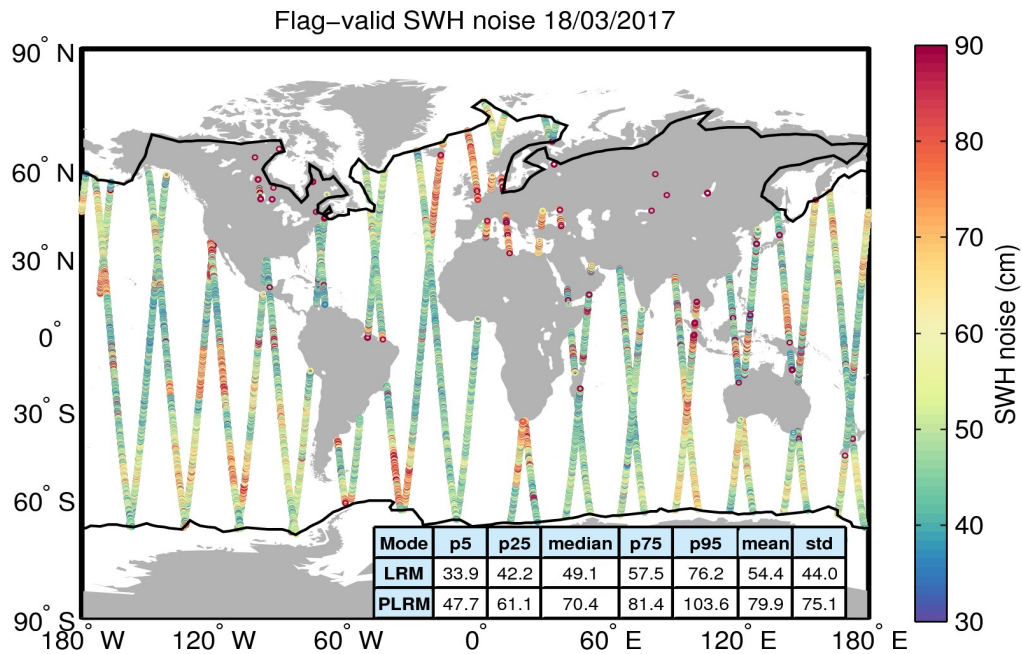 Flag−valid SWH noise 18/03/2017
90° N
60° N
30° N
0°
30° S
60° S
90° S
180° W
120° W
60° W
0°
60° E
120° E
180° E
Mode p5 p25 median p75 p95 mean std
LRM 33.9 42.2 49.1 57.5 76.2 54.4 44.0
PLRM 47.7 61.1 70.4 81.4 103.6 79.9 75.1
90
80
70
60
50
40
30
SWH noise (cm)